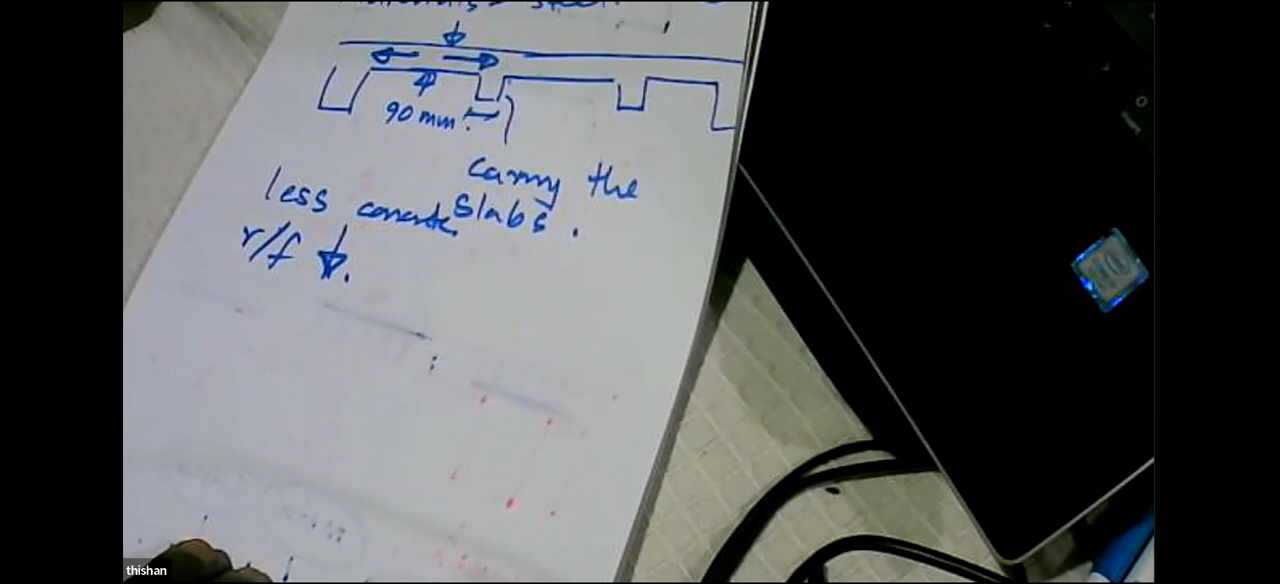 90 mm.
carry the
slabs.
less concrete
r/f ↓.
thishan